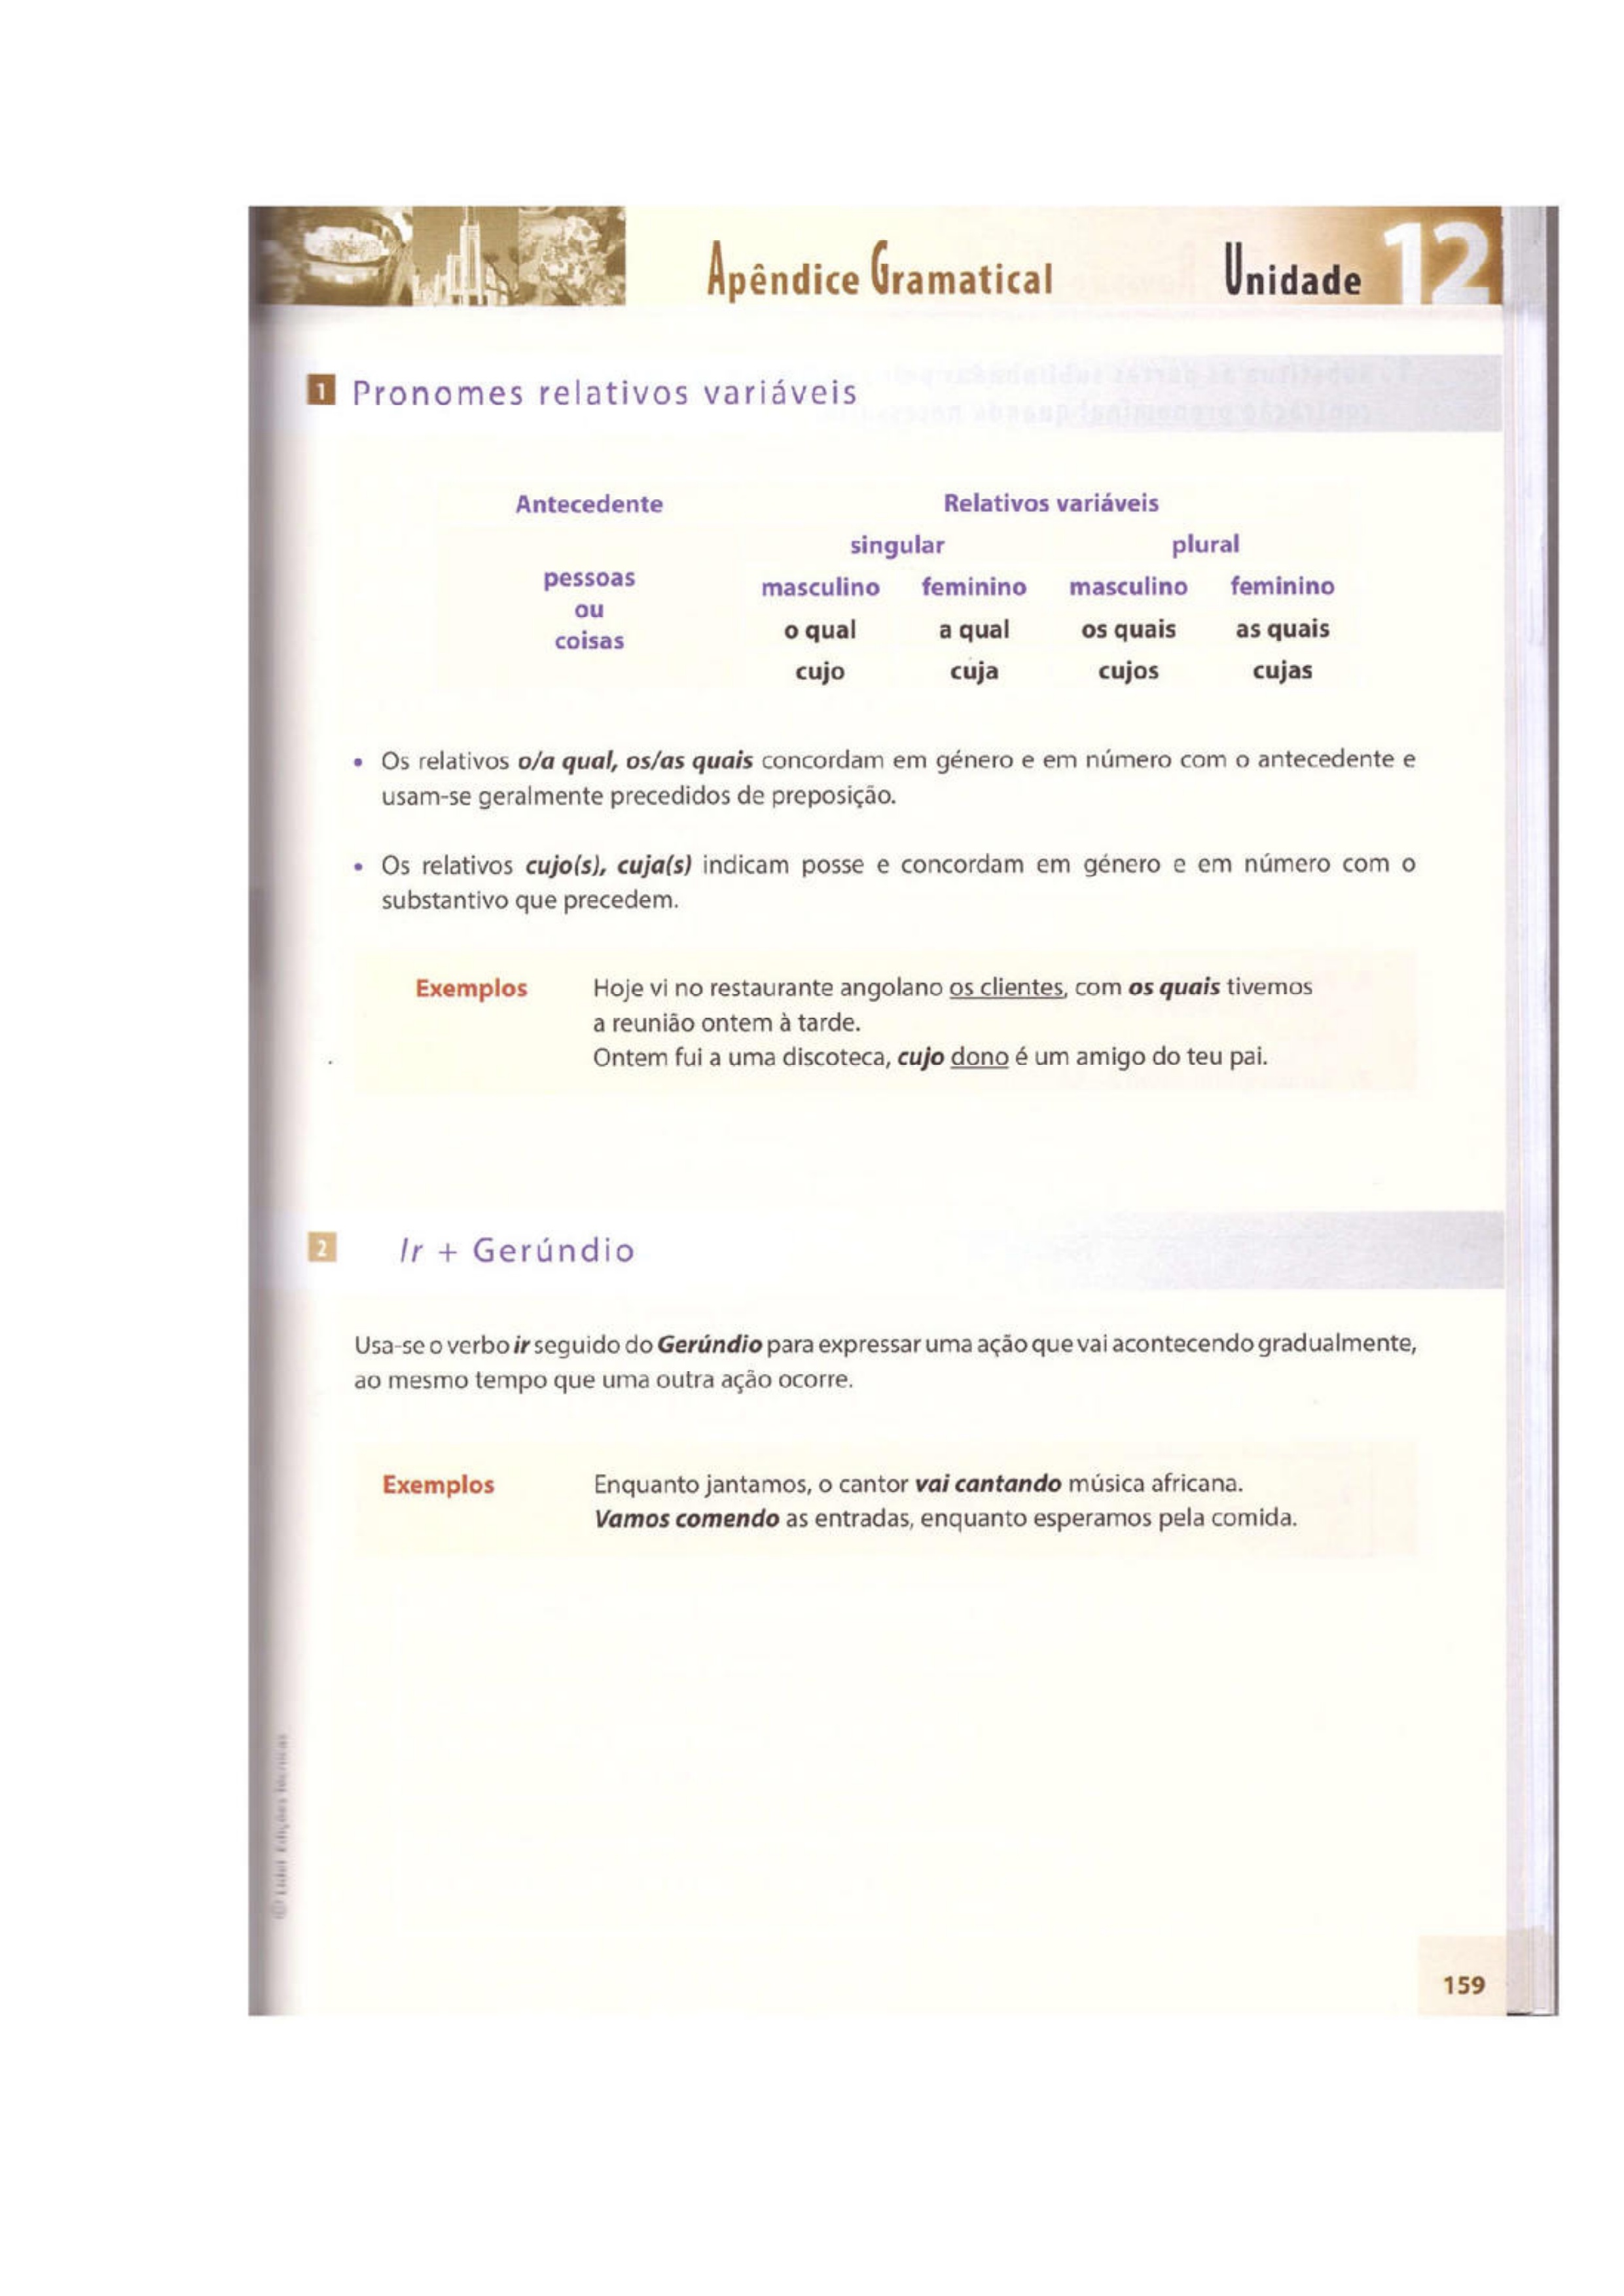 Apêndice Gramatical Unidade 12
1 Pronomes relativos variáveis
Antecedente Relativos variáveis
singular plural
pessoas
ou
coisas
masculino feminino masculino feminino
o qual a qual os quais as quais
cujo cuja cujos cujas
• Os relativos o/a qual, os/as quais concordam em género e em número com o antecedente e
usam-se geralmente precedidos de preposição.
• Os relativos cujo(s), cuja(s) indicam posse e concordam em género e em número com o
substantivo que precedem.
Exemplos Hoje vi no restaurante angolano os clientes, com os quais tivemos
a reunião ontem à tarde.
Ontem fui a uma discoteca, cujo dono é um amigo do teu pai.
2 Ir + Gerúndio
Usa-se o verbo ir seguido do Gerúndio para expressar uma ação que vai acontecendo gradualmente,
ao mesmo tempo que uma outra ação ocorre.
Exemplos Enquanto jantamos, o cantor vai cantando música africana.
Vamos comendo as entradas, enquanto esperamos pela comida.
© Lidel Edições Técnicas
159